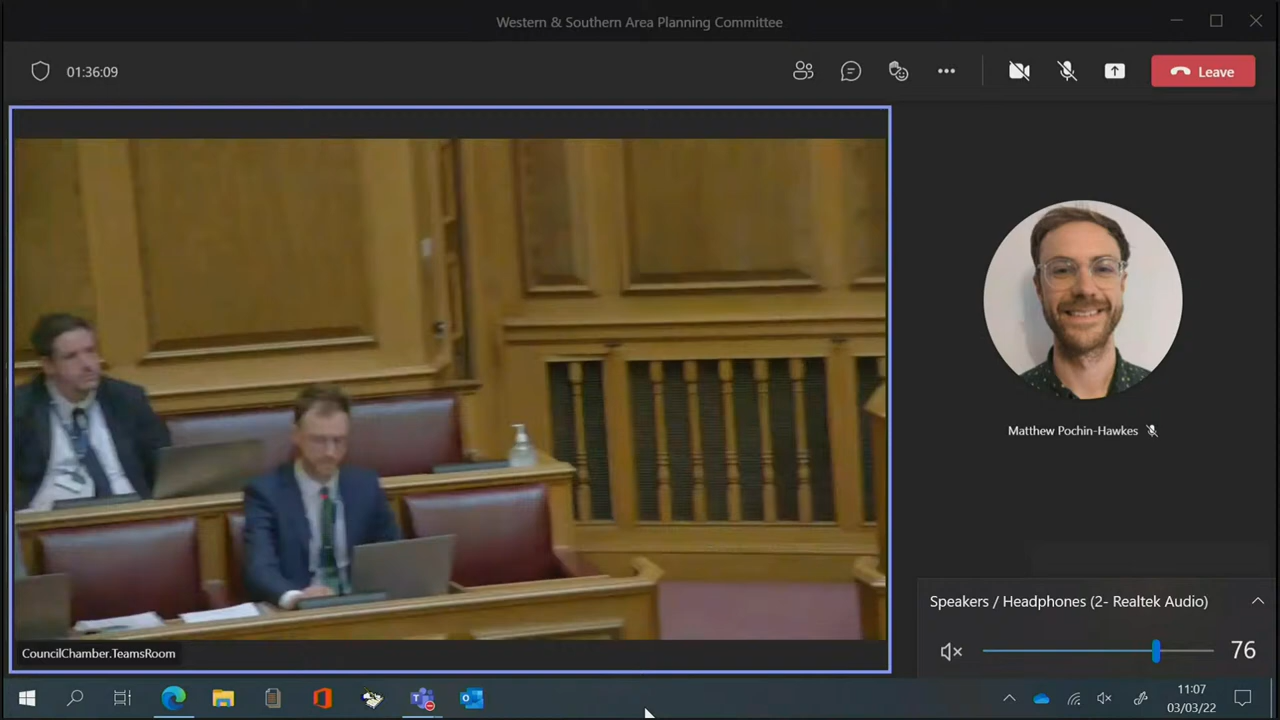 Western & Southern Area Planning Committee
01:36:09
Leave
Matthew Pochin-Hawkes
CouncilChamber.TeamsRoom
Speakers / Headphones (2- Realtek Audio)
76
11:07
03/03/22